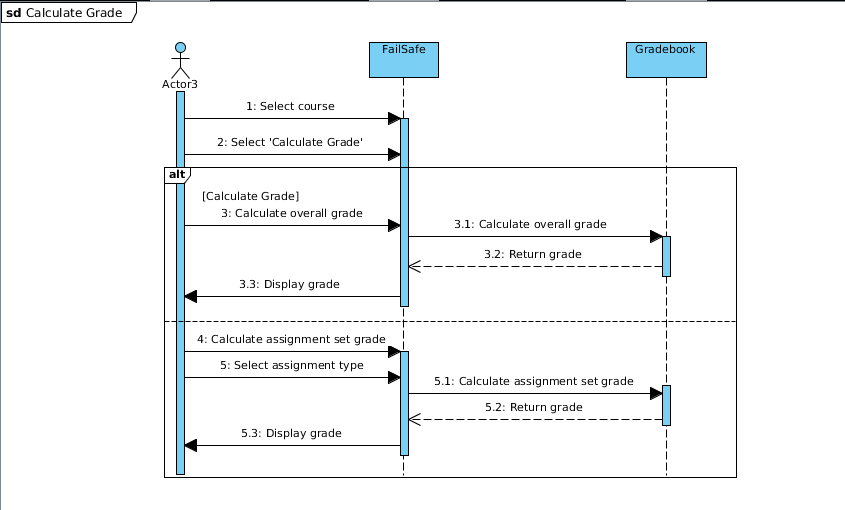 sd Calculate Grade
Actor3
FailSafe
Gradebook
1: Select course
2: Select 'Calculate Grade'
alt
[Calculate Grade]
3: Calculate overall grade
3.1: Calculate overall grade
3.2: Return grade
3.3: Display grade
4: Calculate assignment set grade
5: Select assignment type
5.1: Calculate assignment set grade
5.2: Return grade
5.3: Display grade